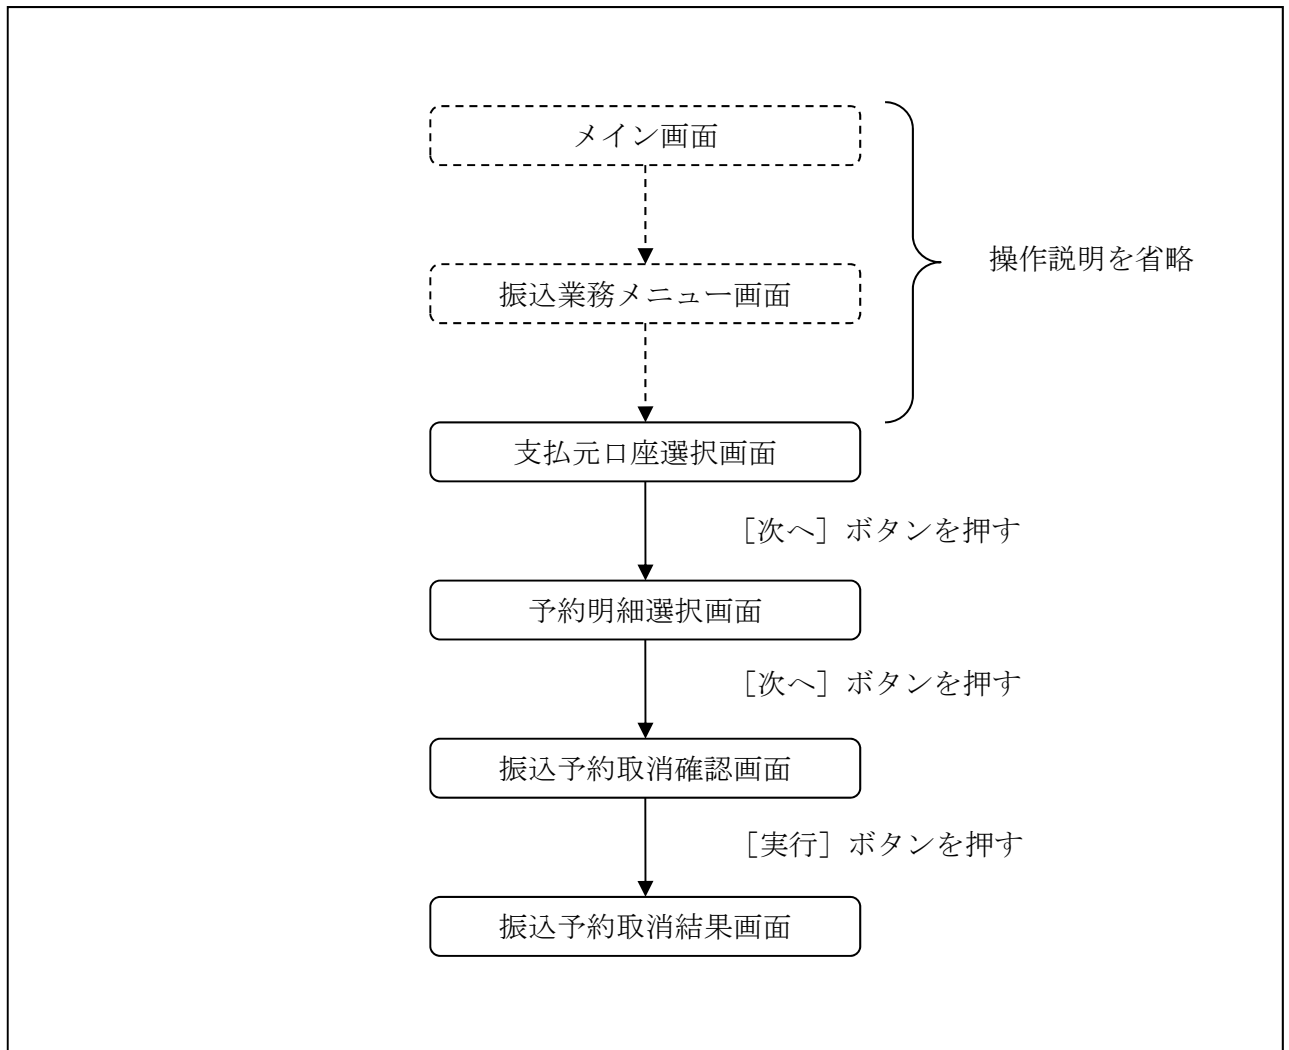 メイン画面
振込業務メニュー画面
操作説明を省略
支払元口座選択画面
［次へ］ボタンを押す
予約明細選択画面
［次へ］ボタンを押す
振込予約取消確認画面
［実行］ボタンを押す
振込予約取消結果画面